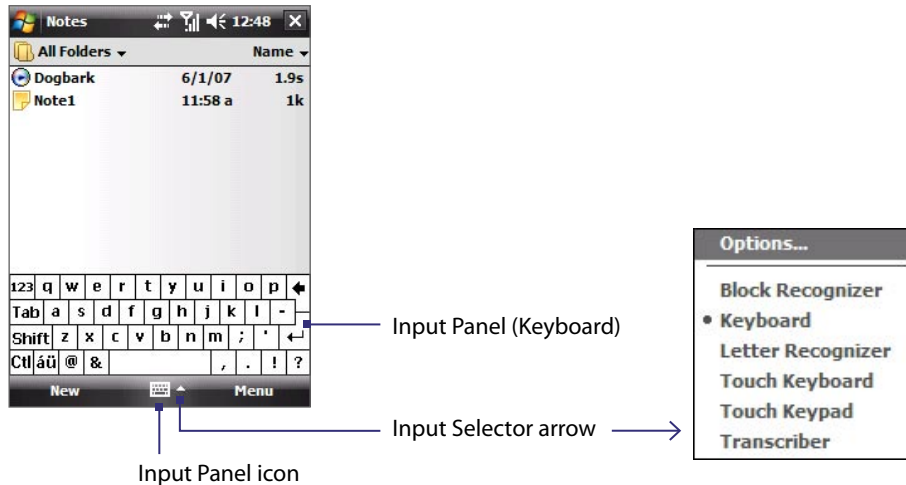 Notes 12:48
All Folders Name
Dogbark 6/1/07 1.9s
Note1 11:58 a 1k
123 q w e r t y u i o p
Tab a s d f g h j k l -
Shift z x c v b n m ; '
Ctl áü @ & , . ! ?
New Menu
Input Panel (Keyboard)
Input Selector arrow
Input Panel icon
Options...
Block Recognizer
Keyboard
Letter Recognizer
Touch Keyboard
Touch Keypad
Transcriber